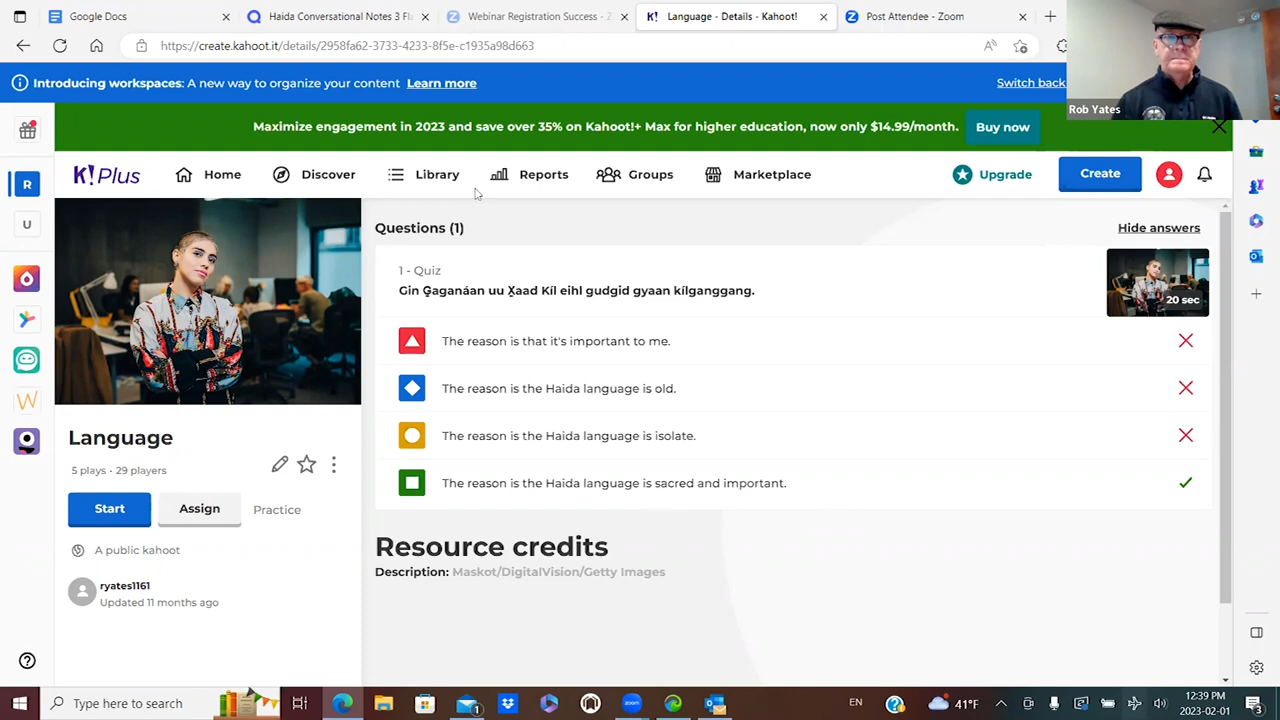 Google Docs
Haida Conversational Notes 3 Fl
Webinar Registration Success - Z
K! Language - Details - Kahoot!
Post Attendee - Zoom
https://create.kahoot.it/details/2958fa62-3733-4233-8f5e-c1935a98d663
Introducing workspaces: A new way to organize your content Learn more
Switch back
Rob Yates
Maximize engagement in 2023 and save over 35% on Kahoot!+ Max for higher education, now only $14.99/month.
Buy now
K!Plus
Home
Discover
Library
Reports
Groups
Marketplace
Upgrade
Create
R
U
W
Questions (1)
Hide answers
1 - Quiz
Gin G̱aganáan uu X̱aad Kíl eihl gudgid gyaan kílganggang.
20 sec
The reason is that it's important to me.
The reason is the Haida language is old.
The reason is the Haida language is isolate.
The reason is the Haida language is sacred and important.
Language
5 plays • 29 players
Start
Assign
Practice
A public kahoot
ryates1161
Updated 11 months ago
Resource credits
Description: Maskot/DigitalVision/Getty Images
Type here to search
1
zoom
EN
41°F
12:39 PM
2023-02-01
3